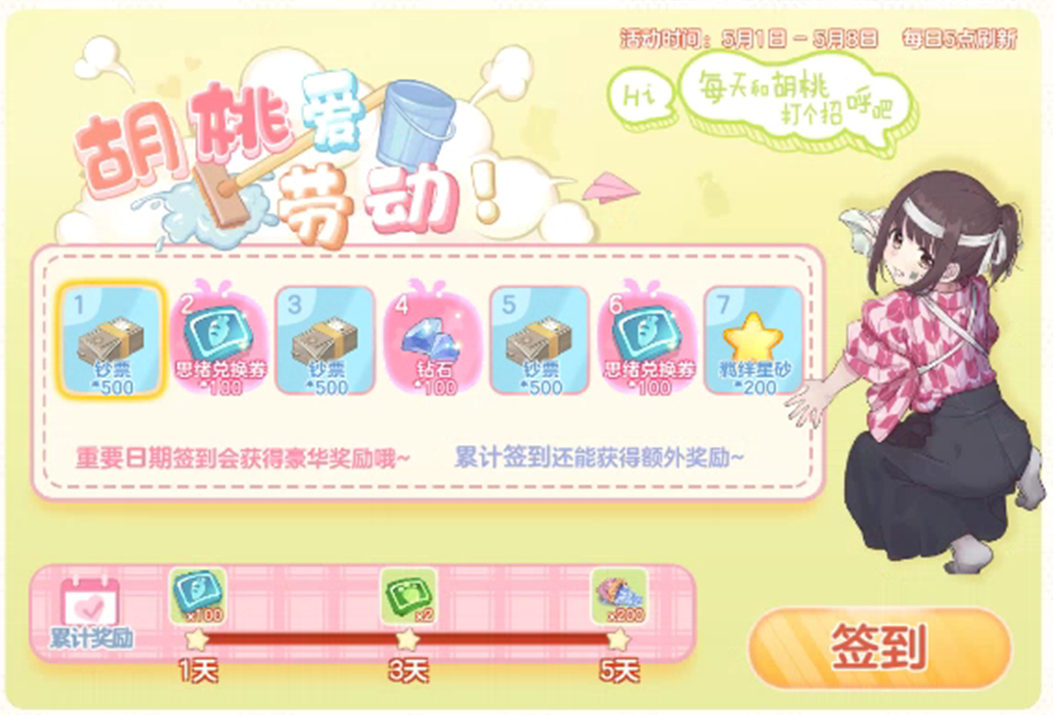 活动时间：5月1日－5月8日 每日5点刷新
Hi
每天和胡桃
打个招呼吧
胡桃爱
劳动！
1
钞票
*500
2
思绪兑换券
*100
3
钞票
*500
4
钻石
*100
5
钞票
*500
6
思绪兑换券
*100
7
羁绊星砂
*200
重要日期签到会获得豪华奖励哦~
累计签到还能获得额外奖励~
累计奖励
x100
1天
x2
3天
x200
5天
签到